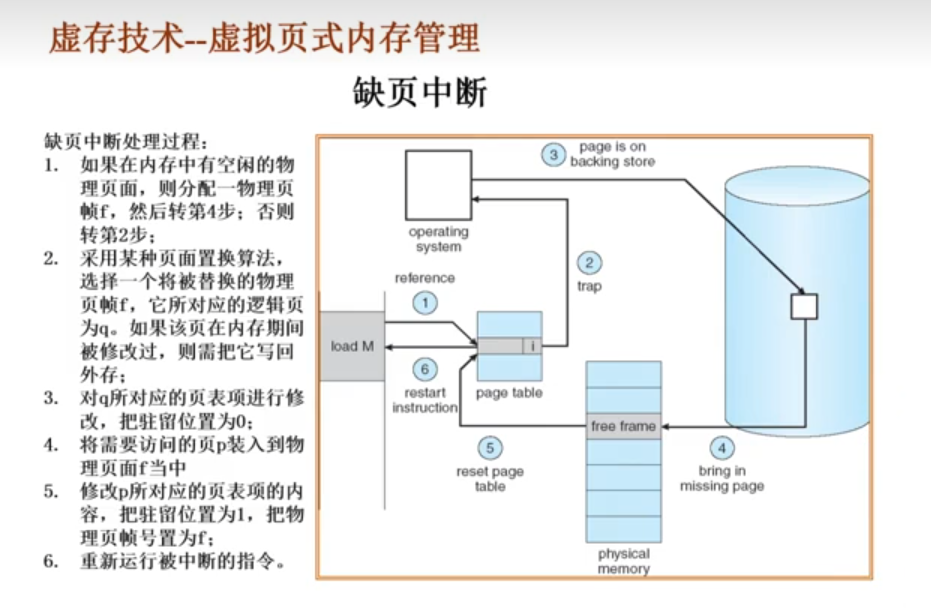 虚存技术--虚拟页式内存管理
缺页中断
缺页中断处理过程：
1. 如果在内存中有空闲的物
理页面，则分配一物理页
帧f，然后转第4步；否则
转第2步；
2. 采用某种页面置换算法，
选择一个将被替换的物理
页帧f，它所对应的逻辑页
为q。如果该页在内存期间
被修改过，则需把它写回
外存；
3. 对q所对应的页表项进行修
改，把驻留位置为0；
4. 将需要访问的页p装入到物
理页面f当中
5. 修改p所对应的页表项的内
容，把驻留位置为1，把物
理页帧号置为f；
6. 重新运行被中断的指令。
3
page is on
backing store
operating
system
2
trap
reference
1
load M
i
6
restart
instruction
page table
free frame
5
reset page
table
4
bring in
missing page
physical
memory